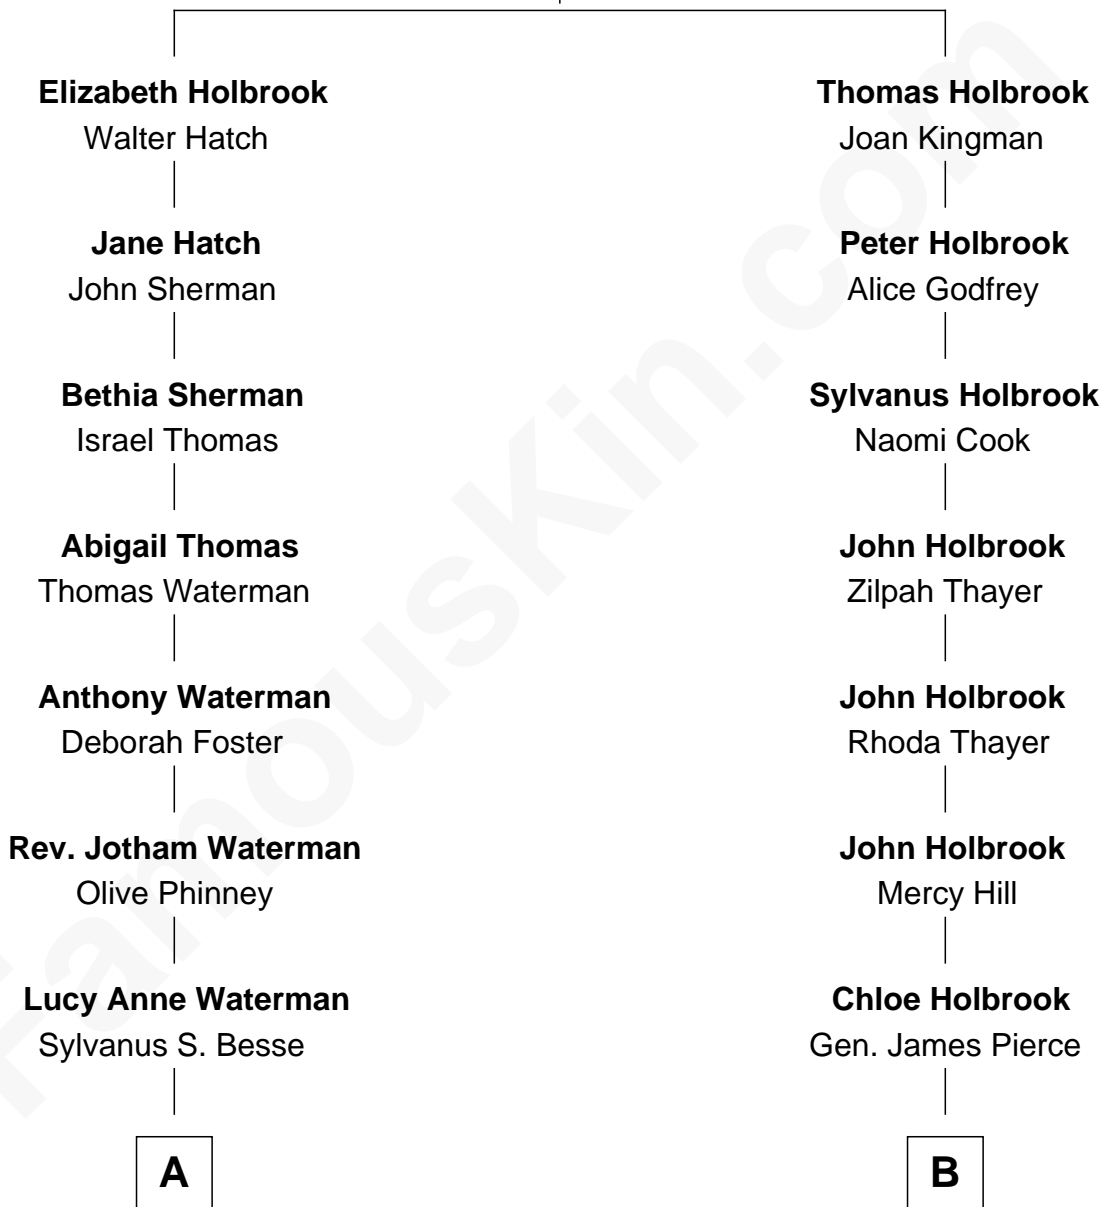 Elizabeth Holbrook
Walter Hatch
Jane Hatch
John Sherman
Bethia Sherman
Israel Thomas
Abigail Thomas
Thomas Waterman
Anthony Waterman
Deborah Foster
Rev. Jotham Waterman
Olive Phinney
Lucy Anne Waterman
Sylvanus S. Besse
A
Thomas Holbrook
Joan Kingman
Peter Holbrook
Alice Godfrey
Sylvanus Holbrook
Naomi Cook
John Holbrook
Zilpah Thayer
John Holbrook
Rhoda Thayer
John Holbrook
Mercy Hill
Chloe Holbrook
Gen. James Pierce
B
FamousKin.com